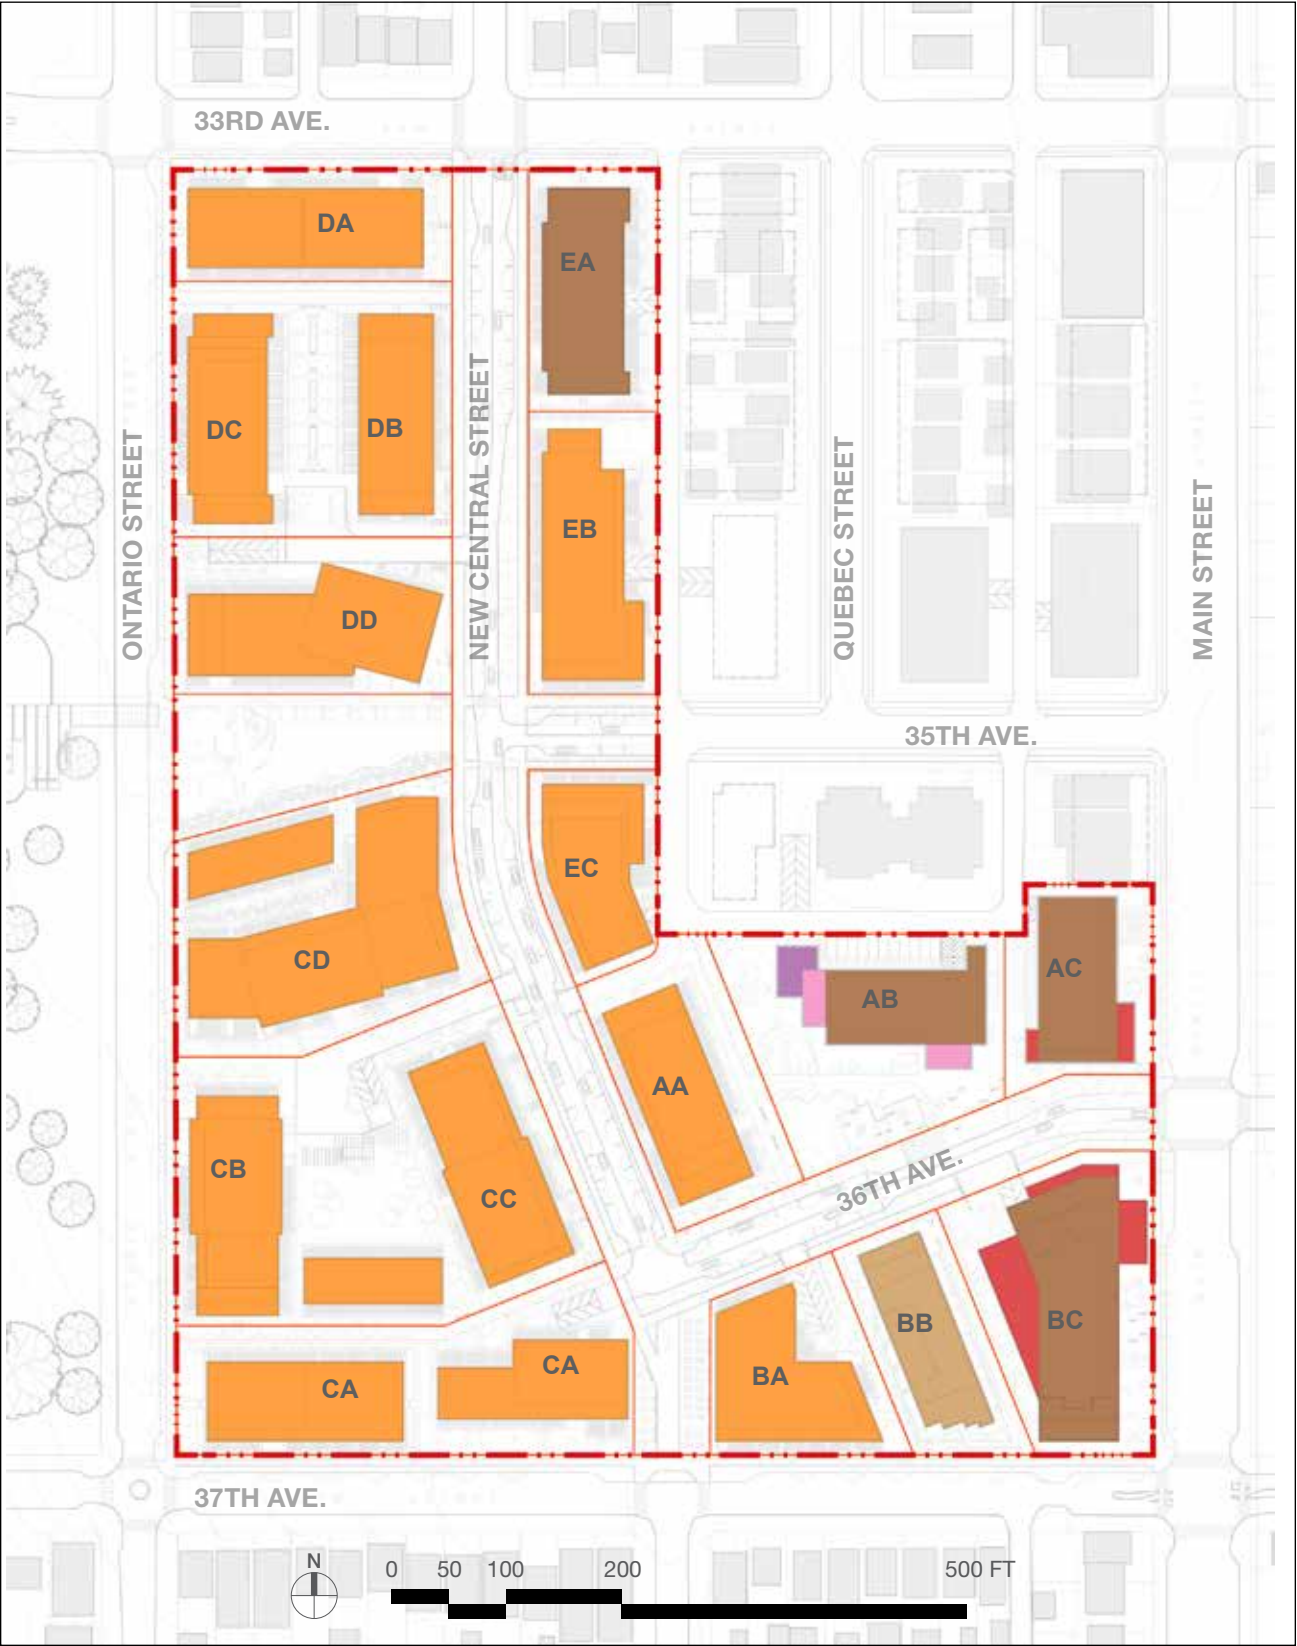 33RD AVE.
DA
EA
DC
DB
NEW CENTRAL STREET
ONTARIO STREET
EB
QUEBEC STREET
MAIN STREET
DD
35TH AVE.
EC
CD
AC
AB
AA
CB
CC
36TH AVE.
BB
BC
CA
BA
CA
37TH AVE.
N
0 50 100 200 500 FT